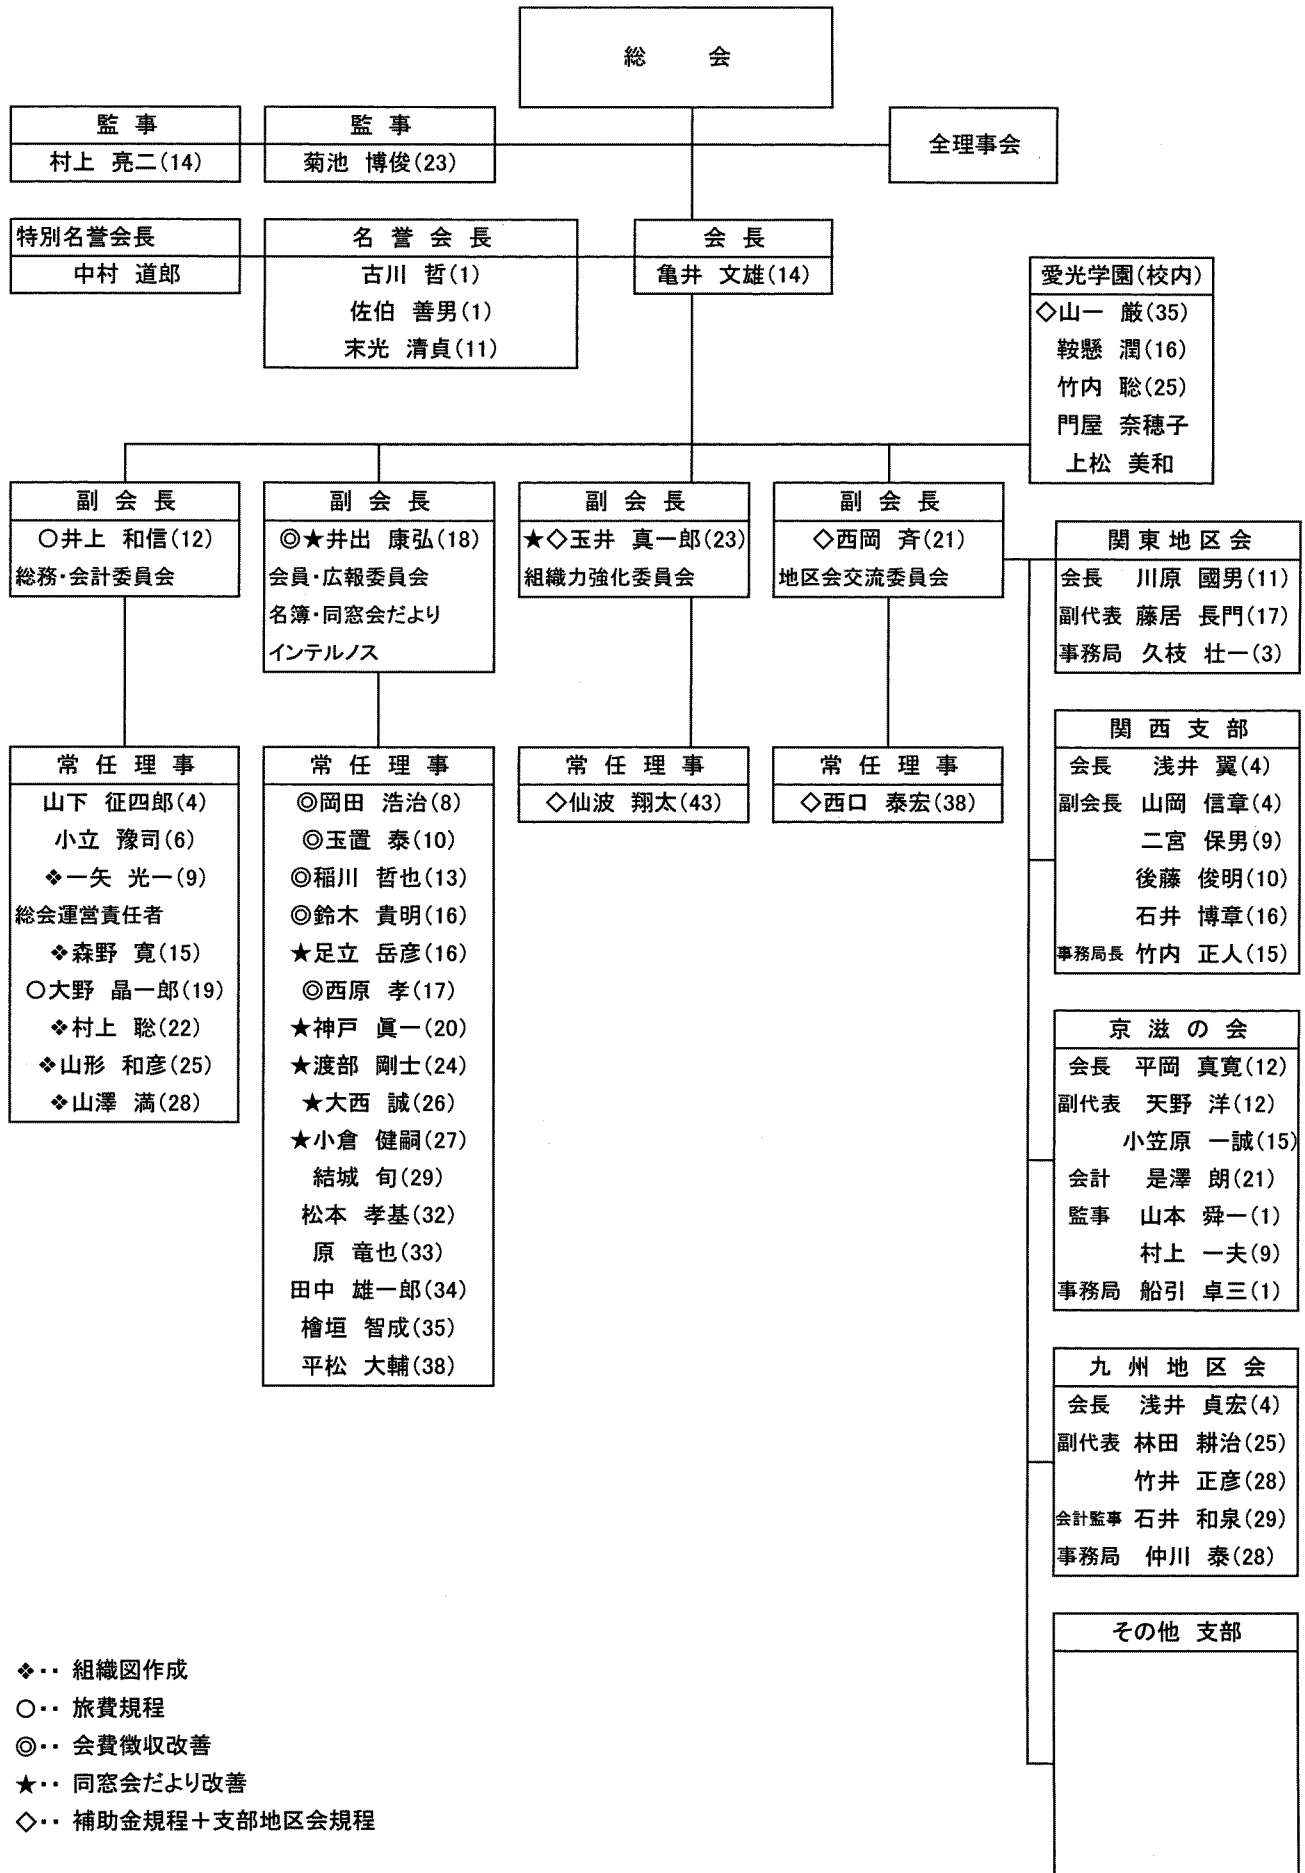 総 会
監 事
村上 亮二(14)
監 事
菊池 博俊(23)
全理事会
特別名誉会長
中村 道郎
名 誉 会 長
古川 哲(1)
佐伯 善男(1)
末光 清貞(11)
会 長
亀井 文雄(14)
愛光学園(校内)
◇山一 厳(35)
鞍懸 潤(16)
竹内 聡(25)
門屋 奈穂子
上松 美和
副 会 長
○井上 和信(12)
総務・会計委員会
副 会 長
◎★井出 康弘(18)
会員・広報委員会
名簿・同窓会だより
インテルノス
副 会 長
★◇玉井 真一郎(23)
組織力強化委員会
副 会 長
◇西岡 斉(21)
地区会交流委員会
関 東 地 区 会
会長 川原 國男(11)
副代表 藤居 長門(17)
事務局 久枝 壮一(3)
常 任 理 事
山下 征四郎(4)
小立 豫司(6)
❖一矢 光一(9)
総会運営責任者
❖森野 寛(15)
○大野 晶一郎(19)
❖村上 聡(22)
❖山形 和彦(25)
❖山澤 満(28)
常 任 理 事
◎岡田 浩治(8)
◎玉置 泰(10)
◎稲川 哲也(13)
◎鈴木 貴明(16)
★足立 岳彦(16)
◎西原 孝(17)
★神戸 眞一(20)
★渡部 剛士(24)
★大西 誠(26)
★小倉 健嗣(27)
結城 旬(29)
松本 孝基(32)
原 竜也(33)
田中 雄一郎(34)
檜垣 智成(35)
平松 大輔(38)
常 任 理 事
◇仙波 翔太(43)
常 任 理 事
◇西口 泰宏(38)
関 西 支 部
会長 浅井 翼(4)
副会長 山岡 信章(4)
二宮 保男(9)
後藤 俊明(10)
石井 博章(16)
事務局長 竹内 正人(15)
京 滋 の 会
会長 平岡 真寛(12)
副代表 天野 洋(12)
小笠原 一誠(15)
会計 是澤 朗(21)
監事 山本 舜一(1)
村上 一夫(9)
事務局 船引 卓三(1)
九 州 地 区 会
会長 浅井 貞宏(4)
副代表 林田 耕治(25)
竹井 正彦(28)
会計監事 石井 和泉(29)
事務局 仲川 泰(28)
その他 支部
❖・・ 組織図作成
○・・ 旅費規程
◎・・ 会費徴収改善
★・・ 同窓会だより改善
◇・・ 補助金規程＋支部地区会規程